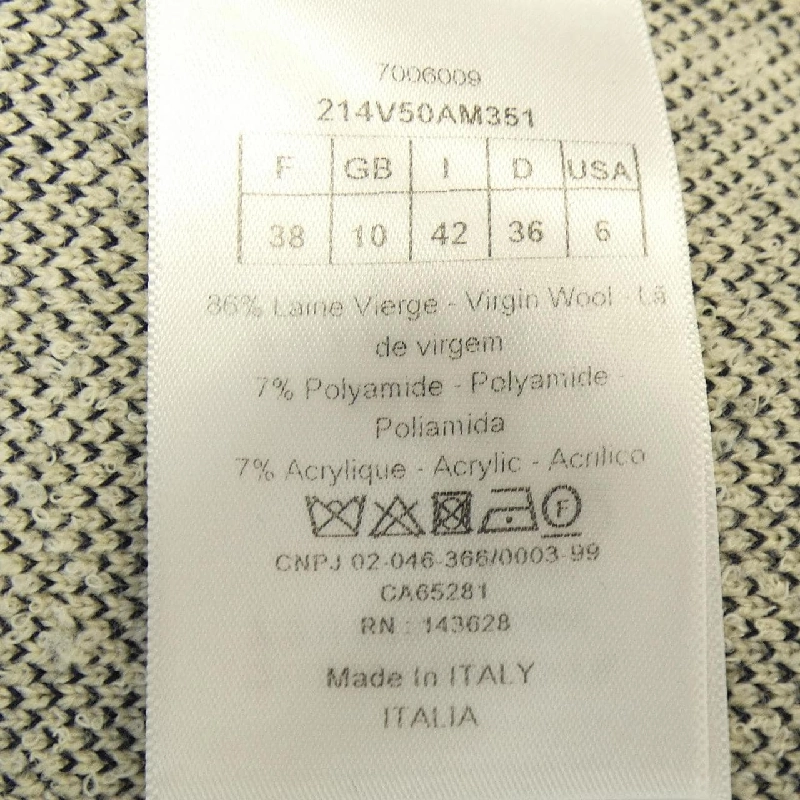 7006009
214V50AM351
F GB I D USA
38 10 42 36 6
86% Laine Vierge - Virgin Wool - Lã
de virgem
7% Polyamide - Polyamide -
Poliamida
7% Acrylique - Acrylic - Acrilico
F
CNPJ 02-046-366/0003-99
CA65281
RN : 143628
Made In ITALY
ITALIA